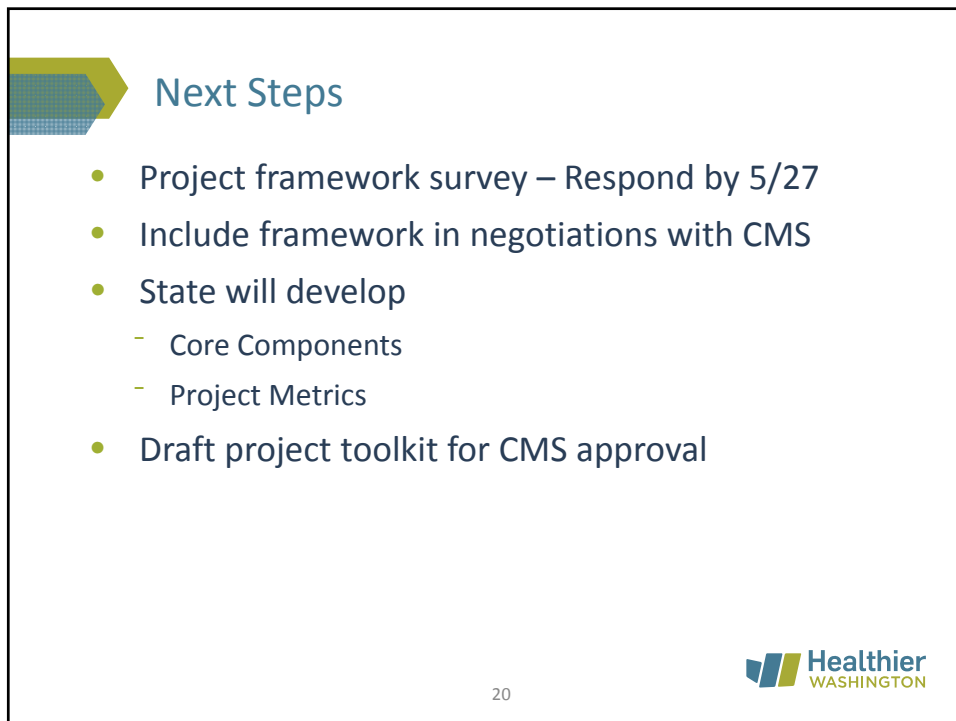 Next Steps
• Project framework survey – Respond by 5/27
• Include framework in negotiations with CMS
• State will develop
- Core Components
- Project Metrics
• Draft project toolkit for CMS approval
Healthier
WASHINGTON
20